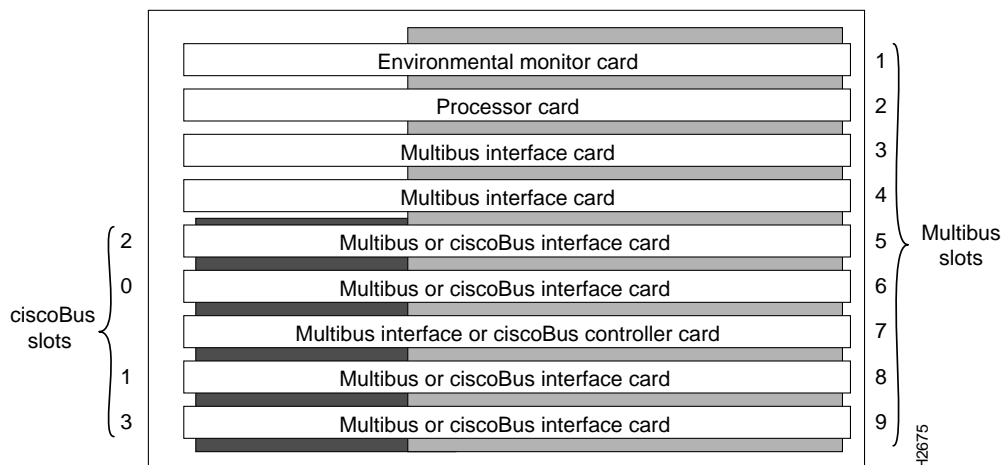 Environmental monitor card 1
Processor card 2
Multibus interface card 3
Multibus interface card 4
2 Multibus or ciscoBus interface card 5
0 Multibus or ciscoBus interface card 6
Multibus interface or ciscoBus controller card 7
1 Multibus or ciscoBus interface card 8
3 Multibus or ciscoBus interface card 9
ciscoBus
slots
Multibus
slots
H2675